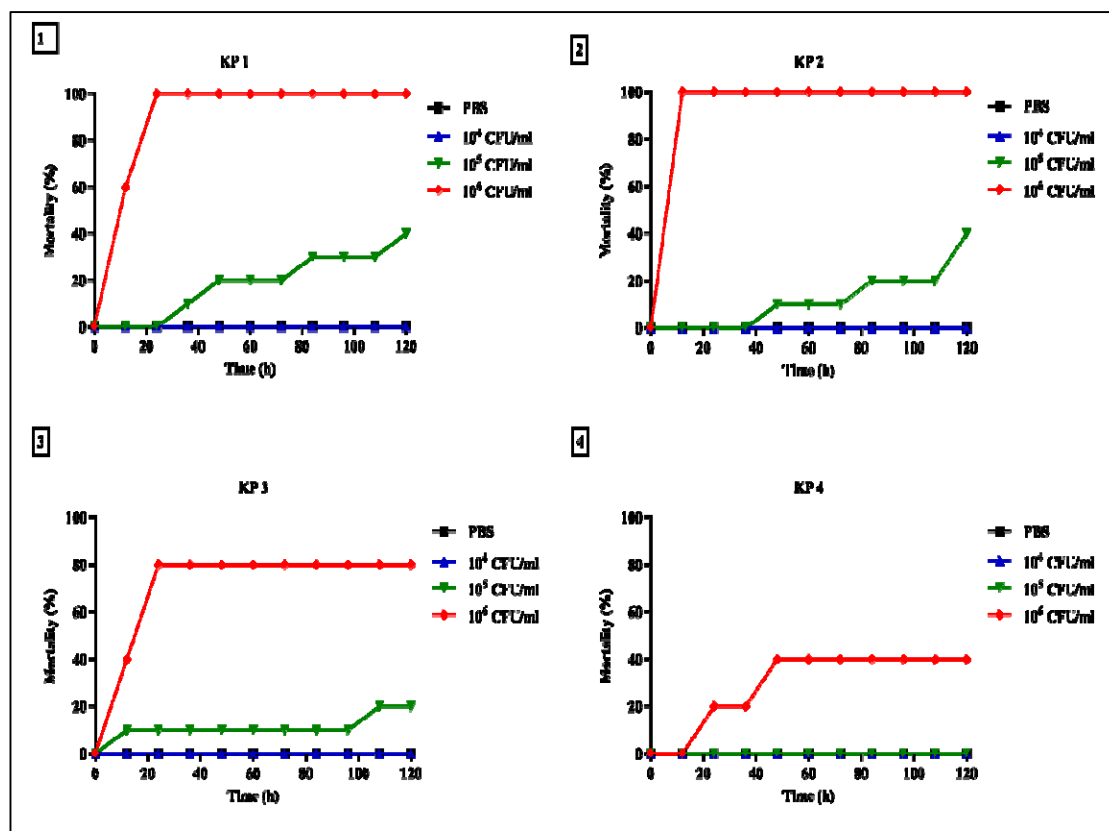 1
KP 1
100
80
60
40
20
0
Mortality (%)
0 20 40 60 80 100 120
Time (h)
PBS
10⁴ CFU/ml
10⁵ CFU/ml
10⁶ CFU/ml
2
KP 2
100
80
60
40
20
0
Mortality (%)
0 20 40 60 80 100 120
Time (h)
PBS
10⁴ CFU/ml
10⁵ CFU/ml
10⁶ CFU/ml
3
KP 3
100
80
60
40
20
0
Mortality (%)
0 20 40 60 80 100 120
Time (h)
PBS
10⁴ CFU/ml
10⁵ CFU/ml
10⁶ CFU/ml
4
KP 4
100
80
60
40
20
0
Mortality (%)
0 20 40 60 80 100 120
Time (h)
PBS
10⁴ CFU/ml
10⁵ CFU/ml
10⁶ CFU/ml